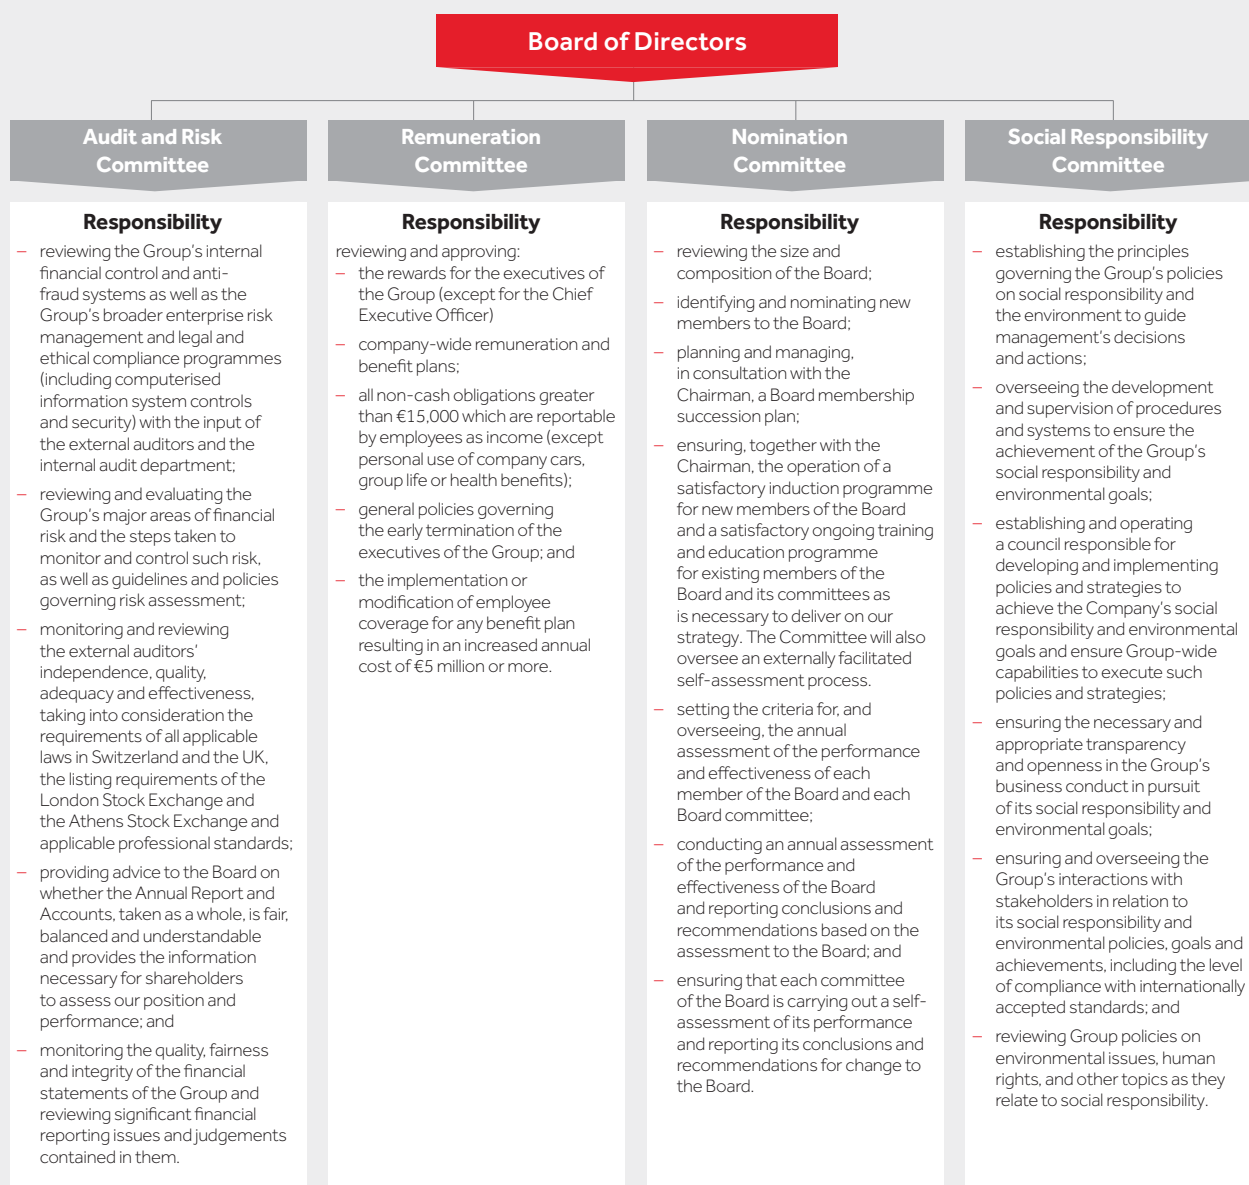 Board of Directors
Audit and Risk
Committee
Responsibility
– reviewing the Group's internal
financial control and anti-
fraud systems as well as the
Group's broader enterprise risk
management and legal and
ethical compliance programmes
(including computerised
information system controls
and security) with the input of
the external auditors and the
internal audit department;
– reviewing and evaluating the
Group's major areas of financial
risk and the steps taken to
monitor and control such risk,
as well as guidelines and policies
governing risk assessment;
– monitoring and reviewing
the external auditors'
independence, quality,
adequacy and effectiveness,
taking into consideration the
requirements of all applicable
laws in Switzerland and the UK,
the listing requirements of the
London Stock Exchange and
the Athens Stock Exchange and
applicable professional standards;
– providing advice to the Board on
whether the Annual Report and
Accounts, taken as a whole, is fair,
balanced and understandable
and provides the information
necessary for shareholders
to assess our position and
performance; and
– monitoring the quality, fairness
and integrity of the financial
statements of the Group and
reviewing significant financial
reporting issues and judgements
contained in them.
Remuneration
Committee
Responsibility
reviewing and approving:
– the rewards for the executives of
the Group (except for the Chief
Executive Officer)
– company-wide remuneration and
benefit plans;
– all non-cash obligations greater
than €15,000 which are reportable
by employees as income (except
personal use of company cars,
group life or health benefits);
– general policies governing
the early termination of the
executives of the Group; and
– the implementation or
modification of employee
coverage for any benefit plan
resulting in an increased annual
cost of €5 million or more.
Nomination
Committee
Responsibility
– reviewing the size and
composition of the Board;
– identifying and nominating new
members to the Board;
– planning and managing,
in consultation with the
Chairman, a Board membership
succession plan;
– ensuring, together with the
Chairman, the operation of a
satisfactory induction programme
for new members of the Board
and a satisfactory ongoing training
and education programme
for existing members of the
Board and its committees as
is necessary to deliver on our
strategy. The Committee will also
oversee an externally facilitated
self-assessment process.
– setting the criteria for, and
overseeing, the annual
assessment of the performance
and effectiveness of each
member of the Board and each
Board committee;
– conducting an annual assessment
of the performance and
effectiveness of the Board
and reporting conclusions and
recommendations based on the
assessment to the Board; and
– ensuring that each committee
of the Board is carrying out a self-
assessment of its performance
and reporting its conclusions and
recommendations for change to
the Board.
Social Responsibility
Committee
Responsibility
– establishing the principles
governing the Group's policies
on social responsibility and
the environment to guide
management's decisions
and actions;
– overseeing the development
and supervision of procedures
and systems to ensure the
achievement of the Group's
social responsibility and
environmental goals;
– establishing and operating
a council responsible for
developing and implementing
policies and strategies to
achieve the Company's social
responsibility and environmental
goals and ensure Group-wide
capabilities to execute such
policies and strategies;
– ensuring the necessary and
appropriate transparency
and openness in the Group's
business conduct in pursuit
of its social responsibility and
environmental goals;
– ensuring and overseeing the
Group's interactions with
stakeholders in relation to
its social responsibility and
environmental policies, goals and
achievements, including the level
of compliance with internationally
accepted standards; and
– reviewing Group policies on
environmental issues, human
rights, and other topics as they
relate to social responsibility.